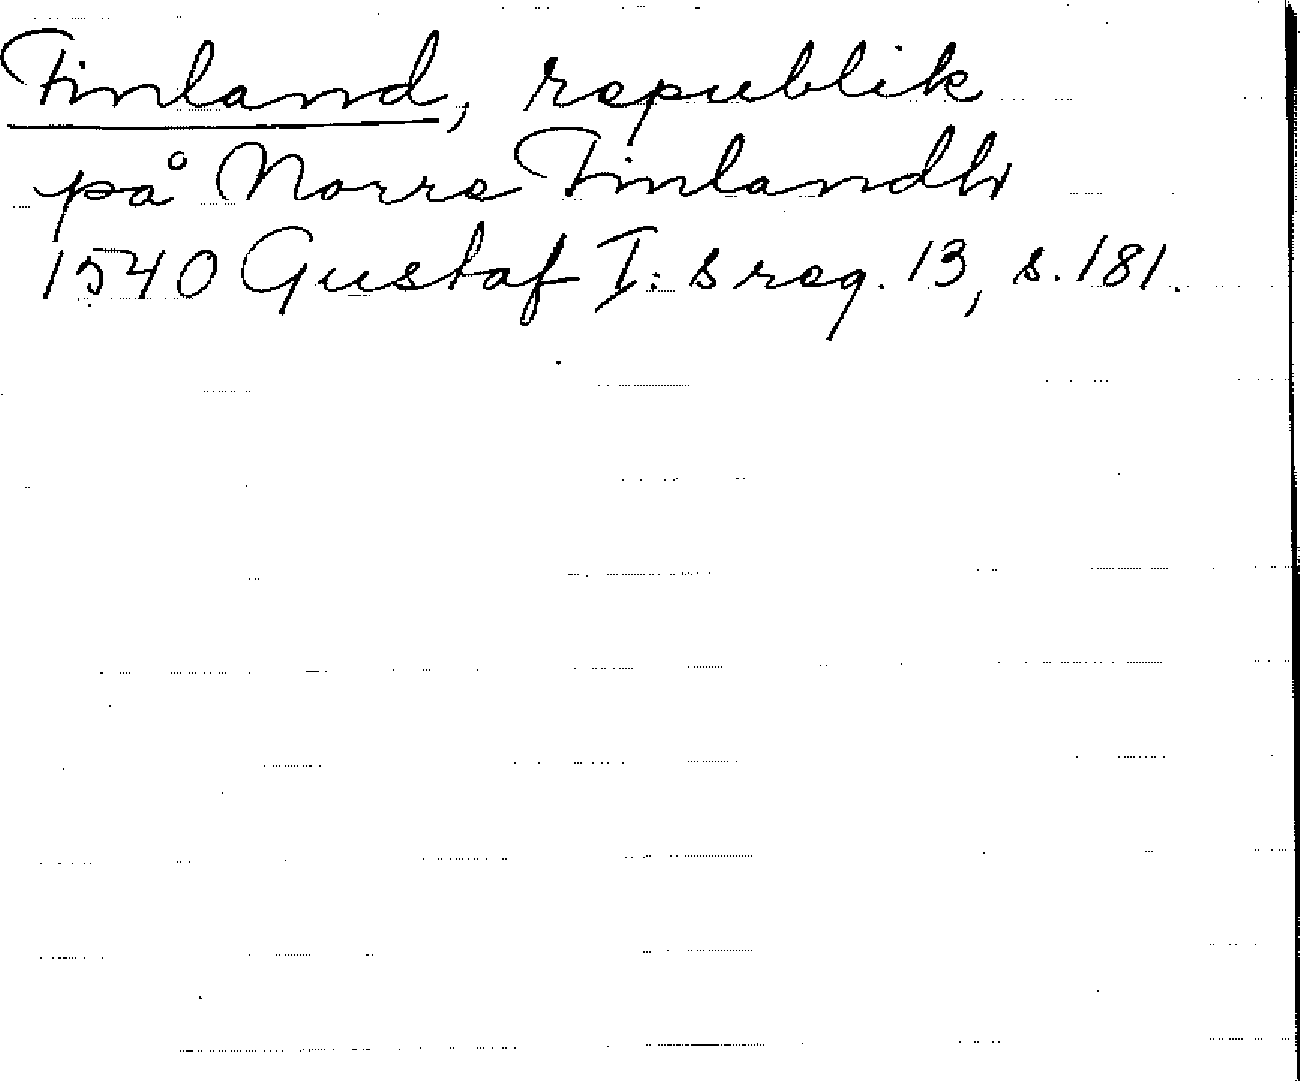 Finland, republik
på Norre Finlandh
1540 Gustaf I:s reg. 13, s. 181.